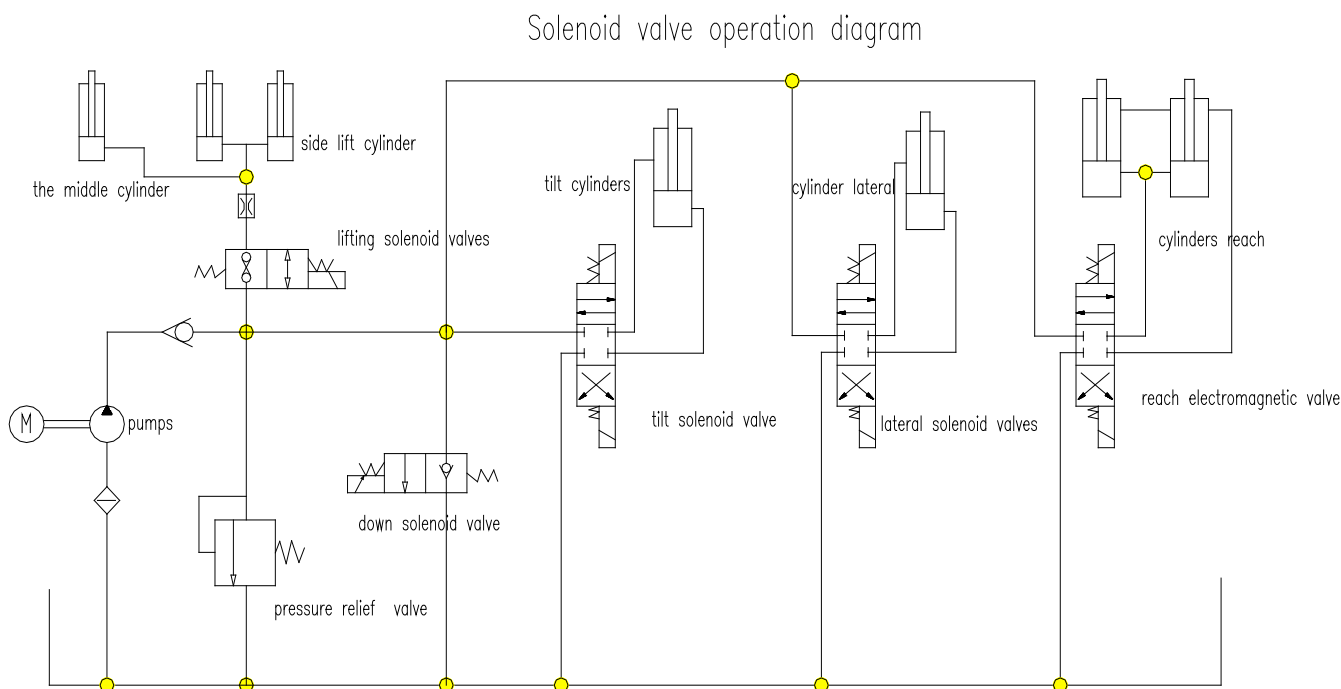 Solenoid valve operation diagram
side lift cylinder
the middle cylinder
tilt cylinders
cylinder lateral
lifting solenoid valves
cylinders reach
reach electromagnetic valve
M
pumps
tilt solenoid valve
lateral solenoid valves
down solenoid valve
pressure relief valve